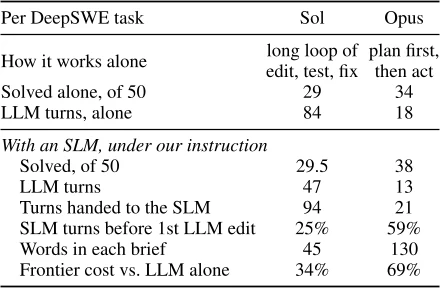 Per DeepSWE task Sol Opus
How it works alone long loop of edit, test, fix plan first, then act
Solved alone, of 50 29 34
LLM turns, alone 84 18
With an SLM, under our instruction
Solved, of 50 29.5 38
LLM turns 47 13
Turns handed to the SLM 94 21
SLM turns before 1st LLM edit 25% 59%
Words in each brief 45 130
Frontier cost vs. LLM alone 34% 69%